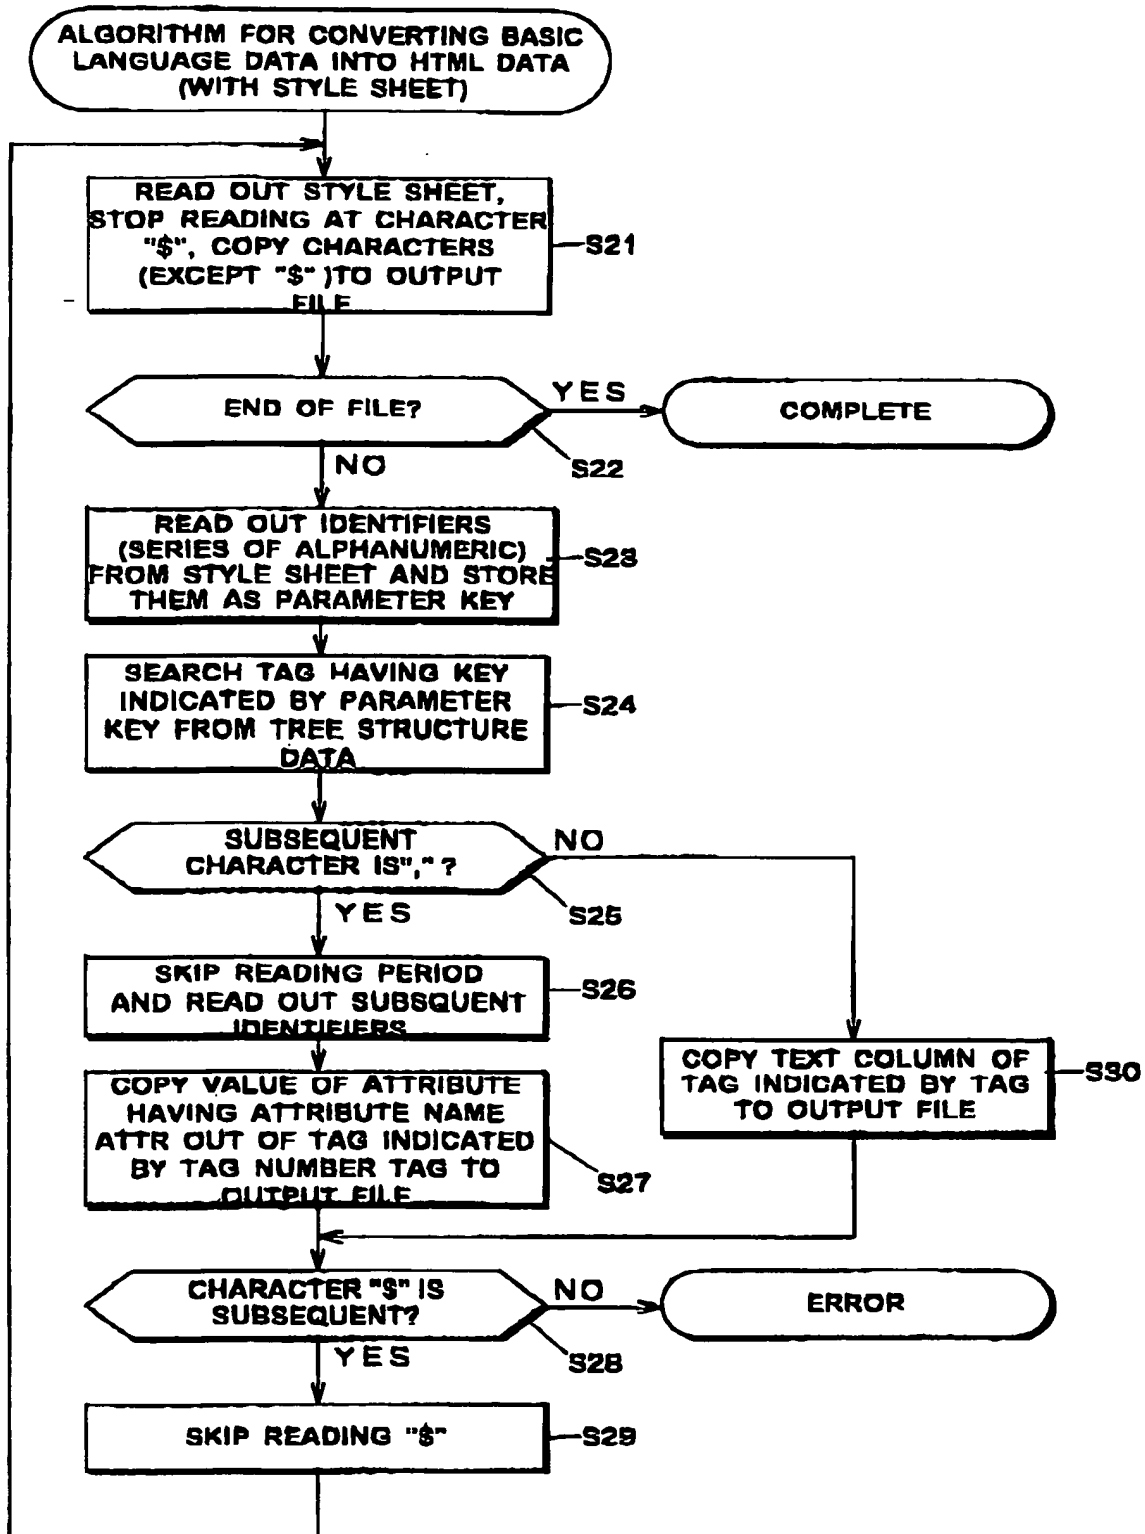 ALGORITHM FOR CONVERTING BASIC
LANGUAGE DATA INTO HTML DATA
(WITH STYLE SHEET)
READ OUT STYLE SHEET,
STOP READING AT CHARACTER
"$", COPY CHARACTERS
(EXCEPT "$" )TO OUTPUT
FILE
S21
END OF FILE?
YES
COMPLETE
S22
NO
READ OUT IDENTIFIERS
(SERIES OF ALPHANUMERIC)
FROM STYLE SHEET AND STORE
THEM AS PARAMETER KEY
S23
SEARCH TAG HAVING KEY
INDICATED BY PARAMETER
KEY FROM TREE STRUCTURE
DATA
S24
SUBSEQUENT
CHARACTER IS"," ?
NO
S25
YES
SKIP READING PERIOD
AND READ OUT SUBSQUENT
IDENTIFIERS
S26
COPY TEXT COLUMN OF
TAG INDICATED BY TAG
TO OUTPUT FILE
S30
COPY VALUE OF ATTRIBUTE
HAVING ATTRIBUTE NAME
ATTR OUT OF TAG INDICATED
BY TAG NUMBER TAG TO
OUTPUT FILE
S27
CHARACTER "$" IS
SUBSEQUENT?
NO
ERROR
S28
YES
SKIP READING "$"
S29